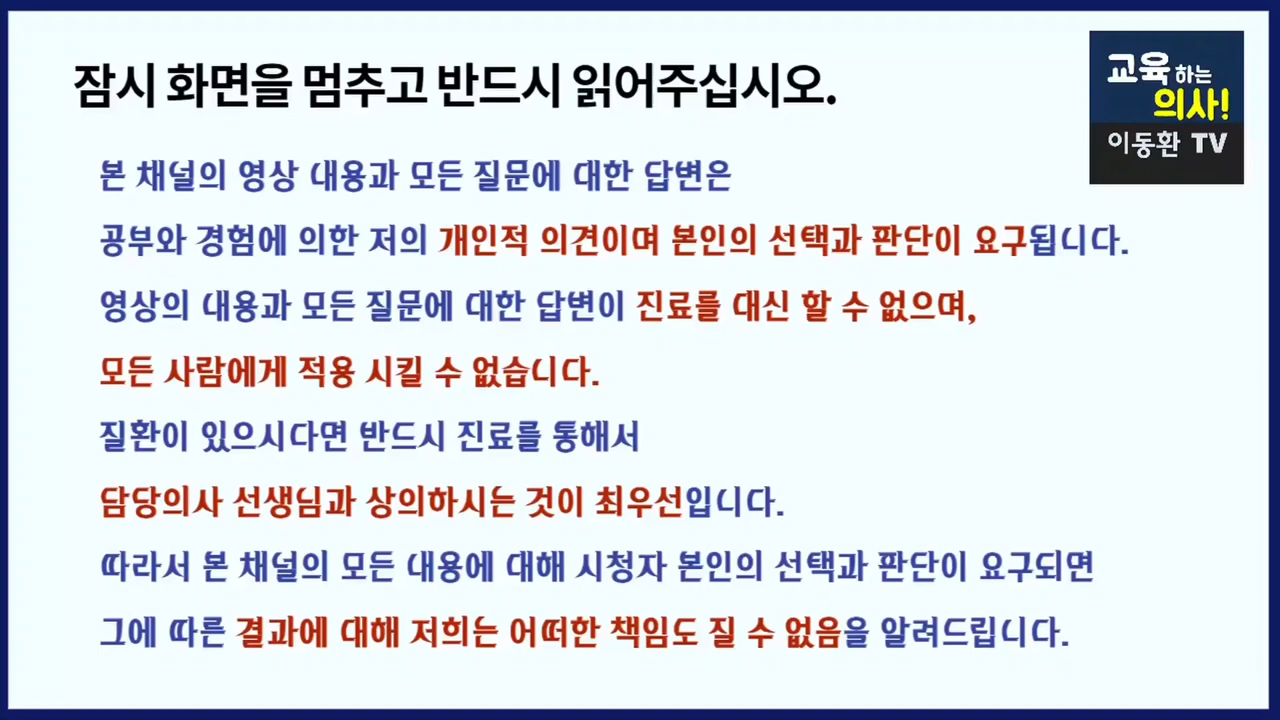 잠시 화면을 멈추고 반드시 읽어주십시오.
교육하는
의사!
이동환 TV
본 채널의 영상 내용과 모든 질문에 대한 답변은
공부와 경험에 의한 저의 개인적 의견이며 본인의 선택과 판단이 요구됩니다.
영상의 내용과 모든 질문에 대한 답변이 진료를 대신 할 수 없으며,
모든 사람에게 적용 시킬 수 없습니다.
질환이 있으시다면 반드시 진료를 통해서
담당의사 선생님과 상의하시는 것이 최우선입니다.
따라서 본 채널의 모든 내용에 대해 시청자 본인의 선택과 판단이 요구되면
그에 따른 결과에 대해 저희는 어떠한 책임도 질 수 없음을 알려드립니다.